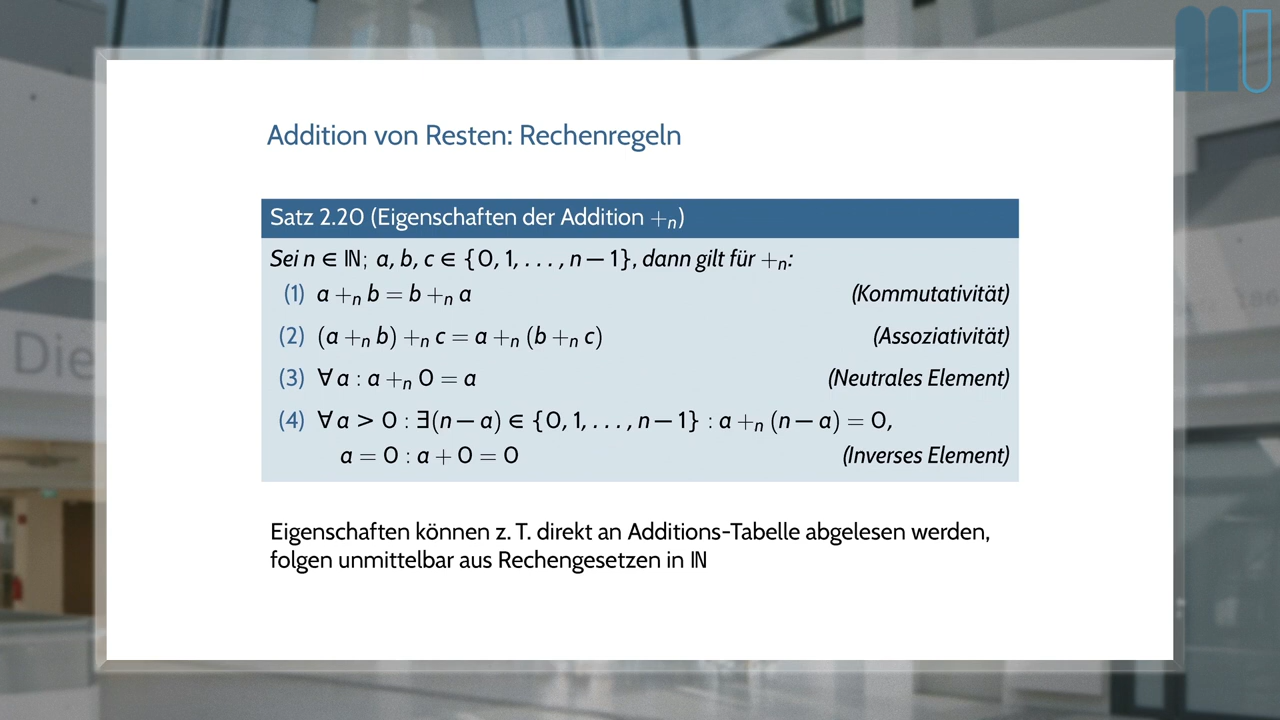 Addition von Resten: Rechenregeln
Satz 2.20 (Eigenschaften der Addition +ₙ)
Sei n ∈ ℕ; a, b, c ∈ {0, 1, . . . , n − 1}, dann gilt für +ₙ:
(1) a +ₙ b = b +ₙ a (Kommutativität)
(2) (a +ₙ b) +ₙ c = a +ₙ (b +ₙ c) (Assoziativität)
(3) ∀ a : a +ₙ 0 = a (Neutrales Element)
(4) ∀ a > 0 : ∃(n − a) ∈ {0, 1, . . . , n − 1} : a +ₙ (n − a) = 0,
a = 0 : a + 0 = 0 (Inverses Element)
Eigenschaften können z. T. direkt an Additions-Tabelle abgelesen werden,
folgen unmittelbar aus Rechengesetzen in ℕ
Die